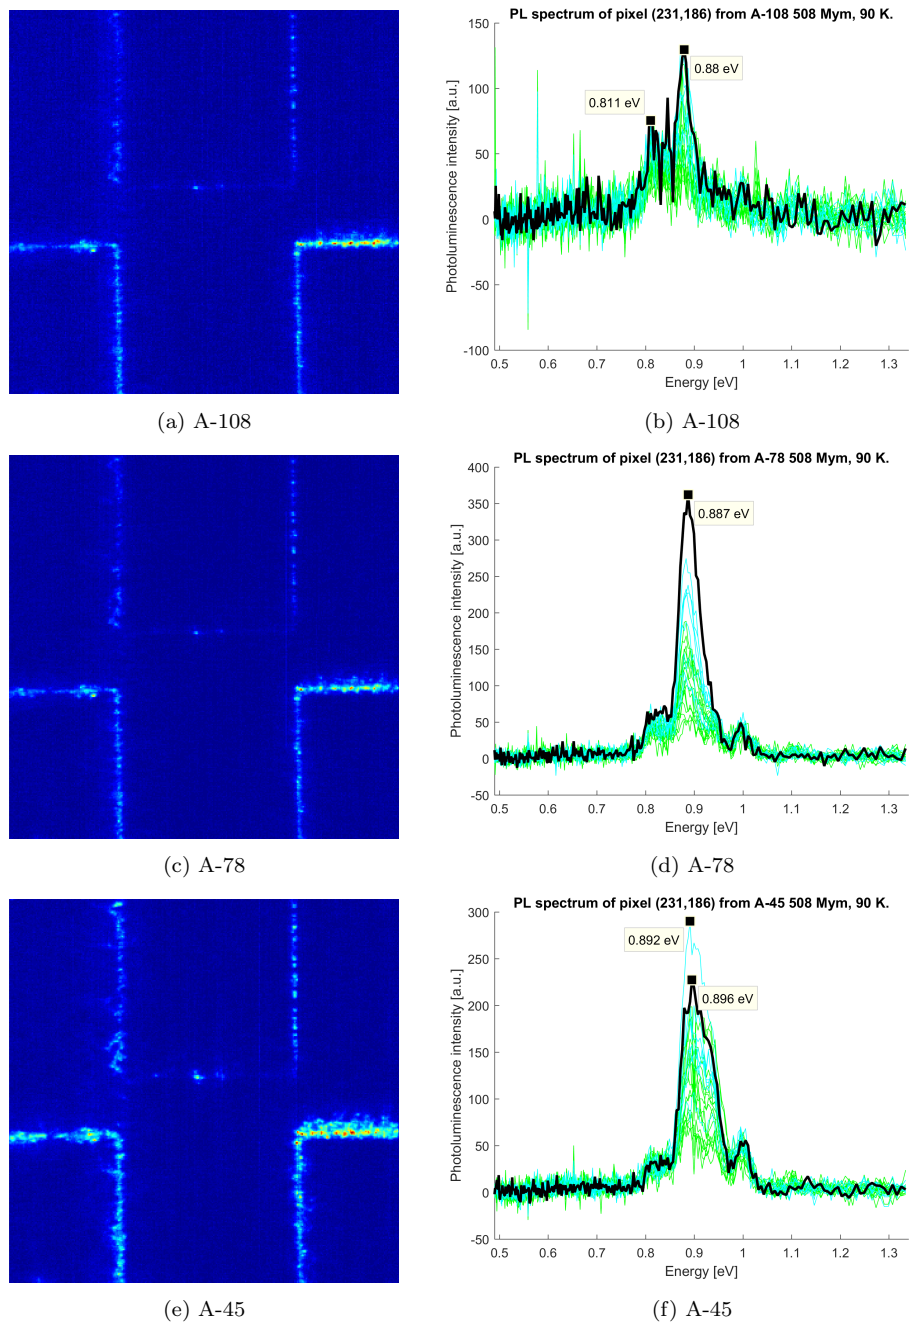 PL spectrum of pixel (231,186) from A-108 508 Mym, 90 K.
150
100
50
0
-50
-100
Photoluminescence intensity [a.u.]
0.811 eV
0.88 eV
0.5 0.6 0.7 0.8 0.9 1 1.1 1.2 1.3
Energy [eV]
(a) A-108
(b) A-108
PL spectrum of pixel (231,186) from A-78 508 Mym, 90 K.
400
350
300
250
200
150
100
50
0
-50
Photoluminescence intensity [a.u.]
0.887 eV
0.5 0.6 0.7 0.8 0.9 1 1.1 1.2 1.3
Energy [eV]
(c) A-78
(d) A-78
PL spectrum of pixel (231,186) from A-45 508 Mym, 90 K.
300
250
200
150
100
50
0
-50
Photoluminescence intensity [a.u.]
0.892 eV
0.896 eV
0.5 0.6 0.7 0.8 0.9 1 1.1 1.2 1.3
Energy [eV]
(e) A-45
(f) A-45